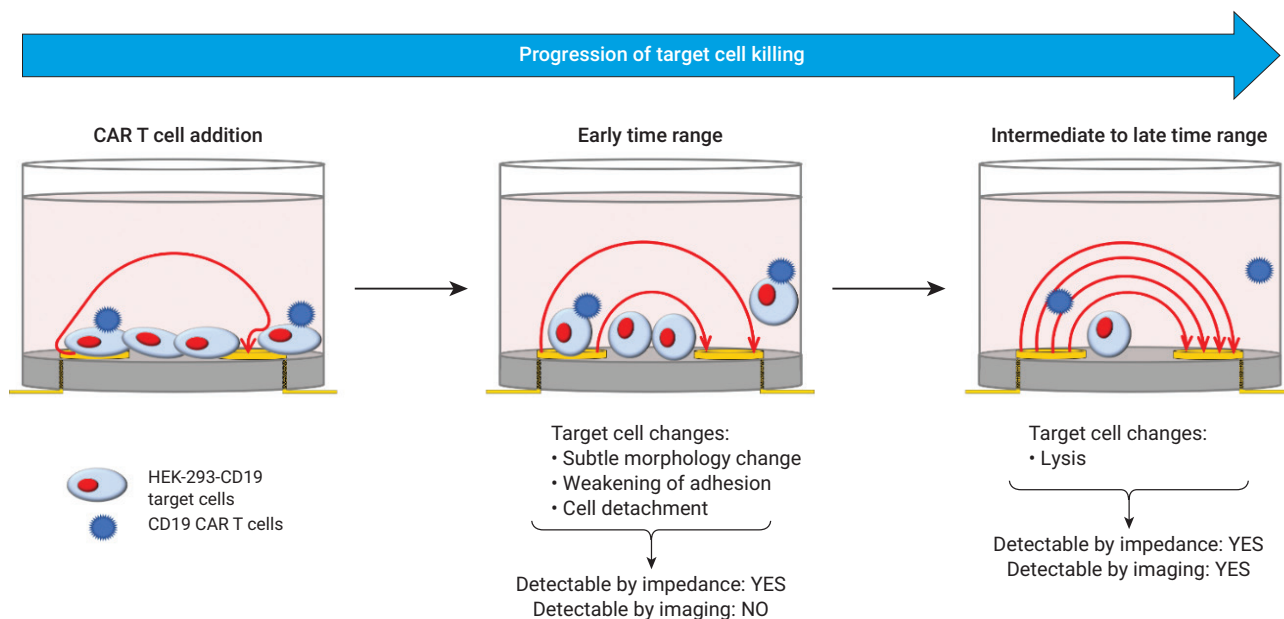 Progression of target cell killing
CAR T cell addition
Early time range
Intermediate to late time range
HEK-293-CD19
target cells
CD19 CAR T cells
Target cell changes:
• Subtle morphology change
• Weakening of adhesion
• Cell detachment
Detectable by impedance: YES
Detectable by imaging: NO
Target cell changes:
• Lysis
Detectable by impedance: YES
Detectable by imaging: YES